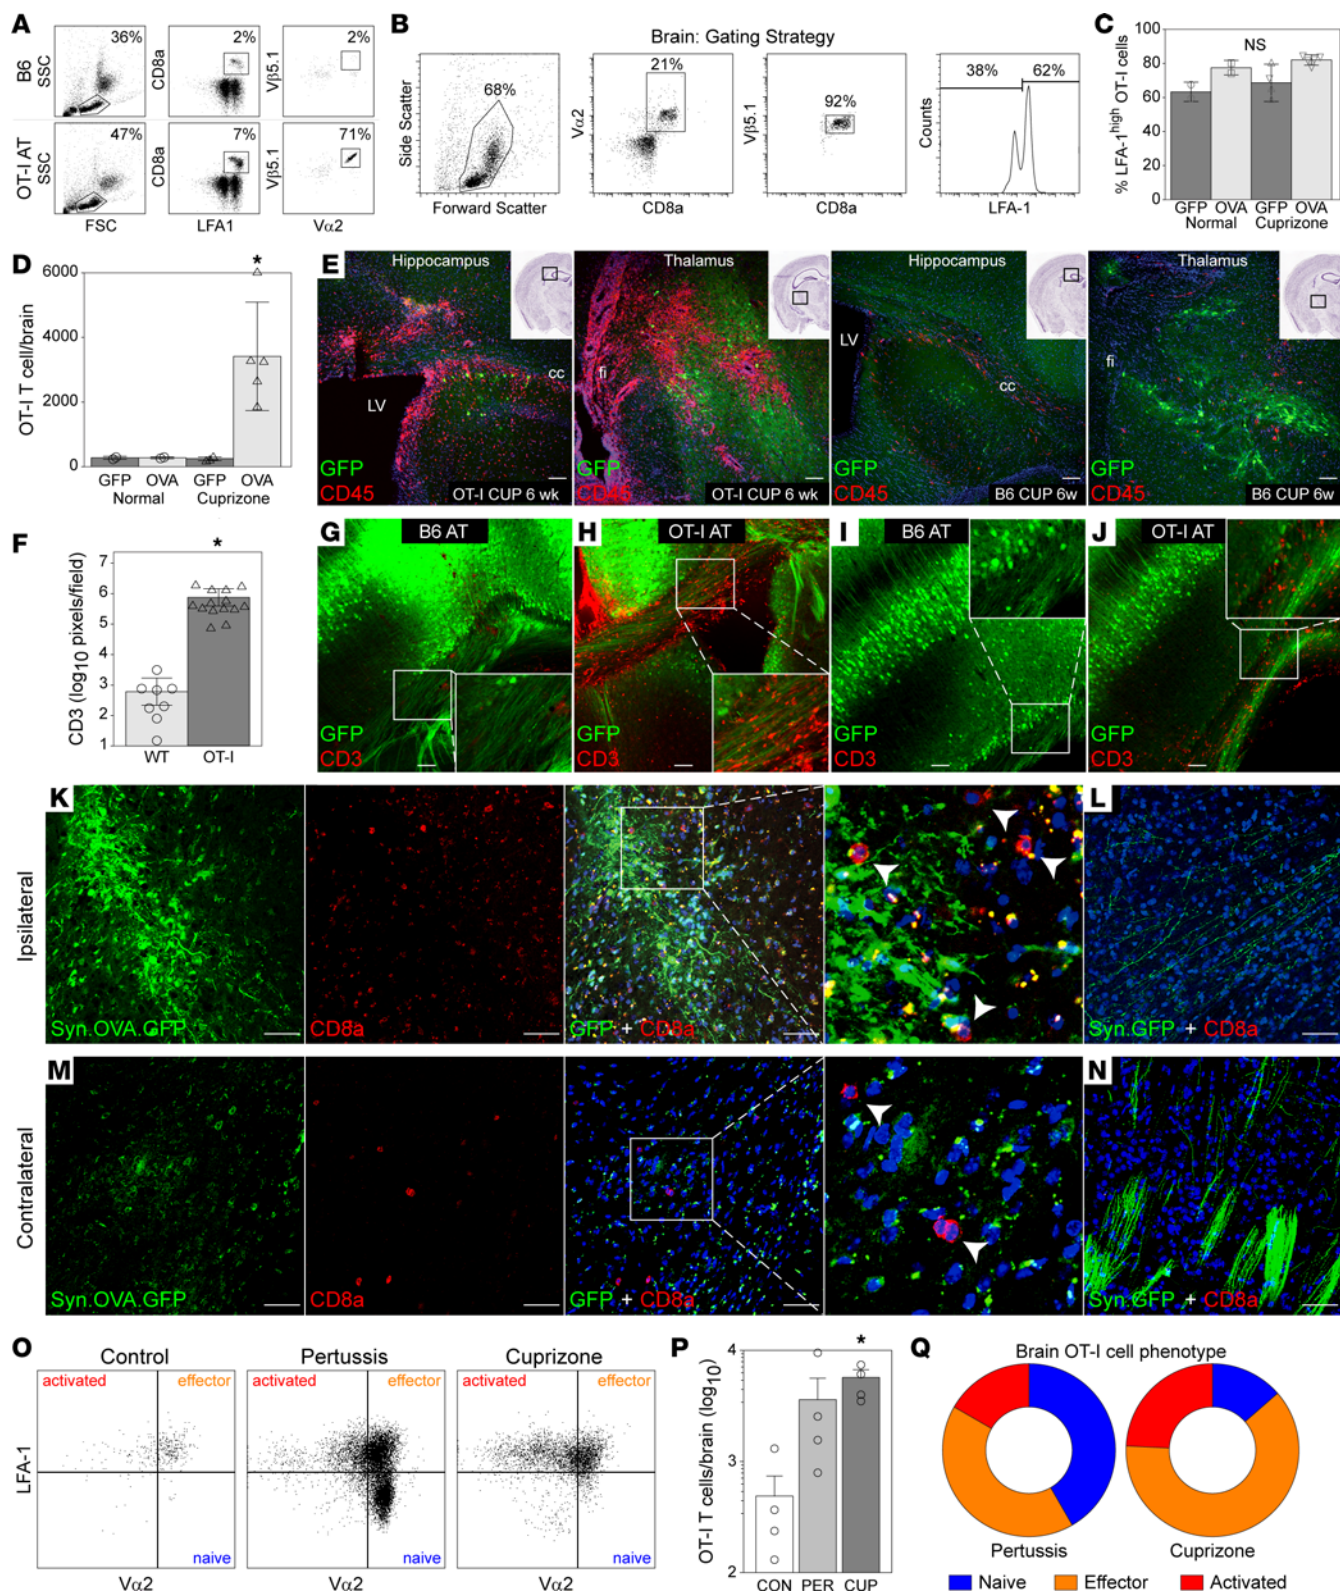 A
B6
SSC
36%
CD8a
2%
Vβ5.1
2%
OT-I AT
SSC
47%
CD8a
7%
Vβ5.1
71%
FSC
LFA1
Vα2
B
Brain: Gating Strategy
Side Scatter
68%
Forward Scatter
Vα2
21%
CD8a
Vβ5.1
92%
CD8a
Counts
38%
62%
LFA-1
C
% LFA-1high OT-I cells
100
80
60
40
20
0
NS
GFP OVA GFP OVA
Normal Cuprizone
D
OT-I T cell/brain
6000
4000
2000
0
*
GFP OVA GFP OVA
Normal Cuprizone
E
Hippocampus
LV
cc
GFP
CD45
OT-I CUP 6 wk
Thalamus
fi
GFP
CD45
OT-I CUP 6 wk
Hippocampus
LV
cc
GFP
CD45
B6 CUP 6w
Thalamus
fi
GFP
CD45
B6 CUP 6w
F
CD3 (log10 pixels/field)
7
6
5
4
3
2
1
*
WT OT-I
G
B6 AT
GFP
CD3
H
OT-I AT
GFP
CD3
I
B6 AT
GFP
CD3
J
OT-I AT
GFP
CD3
Ipsilateral
K
Syn.OVA.GFP
CD8a
GFP + CD8a
L
Syn.GFP + CD8a
Contralateral
M
Syn.OVA.GFP
CD8a
GFP + CD8a
N
Syn.GFP + CD8a
O
Control
Pertussis
Cuprizone
LFA-1
activated effector
naive
activated effector
naive
activated effector
naive
Vα2
Vα2
Vα2
P
OT-I T cells/brain (log10)
4
3
2
*
CON PER CUP
Q
Brain OT-I cell phenotype
Pertussis
Cuprizone
Naive Effector Activated